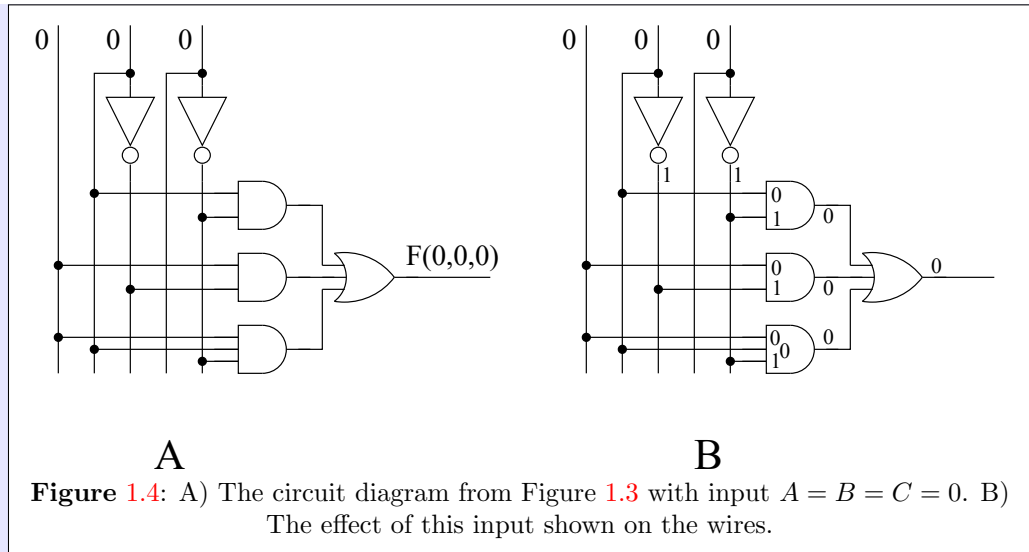 0 0 0 0 0 0
1 1
0
1 0
F(0,0,0)
0
1 0
0
0
0
1 0
A B
Figure 1.4: A) The circuit diagram from Figure 1.3 with input A = B = C = 0. B)
The effect of this input shown on the wires.